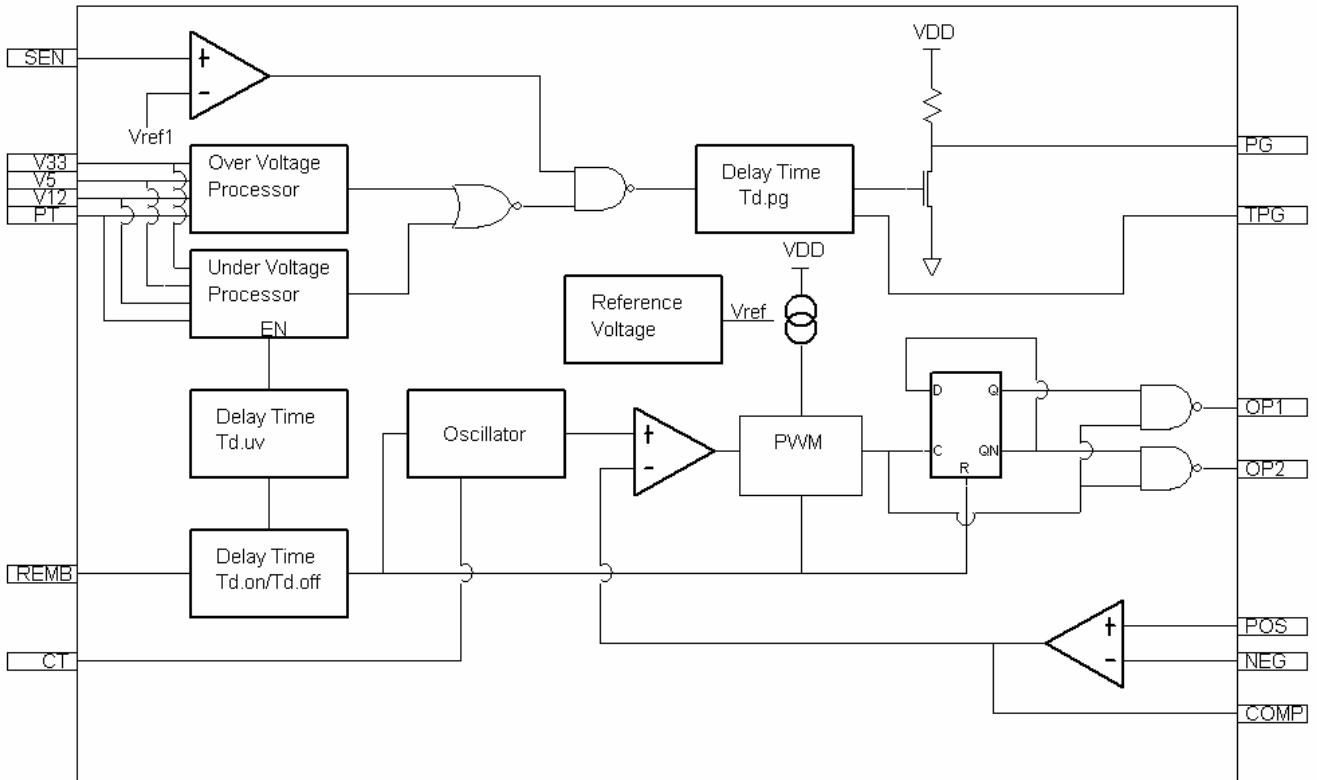 VDD
SEN
+
-
Vref1
V33
V5
V12
PT
Over Voltage
Processor
Delay Time
Td.pg
PG
TPG
VDD
Under Voltage
Processor
EN
Reference
Voltage
Vref
Delay Time
Td.uv
Oscillator
+
-
PWM
D
Q
C
QN
R
OP1
OP2
REMB
Delay Time
Td.on/Td.off
CT
+
-
POS
NEG
COMP